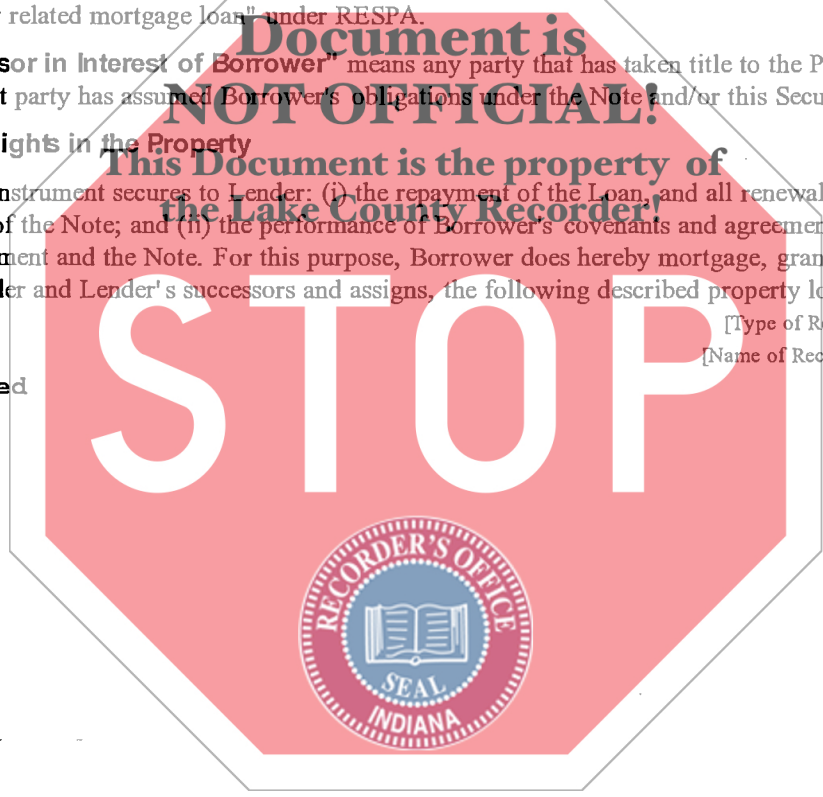 related mortgage loan" under RESPA.
Document is
sor in Interest of Borrower" means any party that has taken title to the P
t party has assumed Borrower's obligations under the Note and/or this Secu
NOT OFFICIAL!
ights in the Property
This Document is the property of
nstrument secures to Lender: (i) the repayment of the Loan, and all renewal
the Lake County Recorder!
of the Note; and (ii) the performance of Borrower's covenants and agreemen
ment and the Note. For this purpose, Borrower does hereby mortgage, gran
er and Lender's successors and assigns, the following described property lo
[Type of Re
[Name of Rec
ed
STOP
RECORDER'S OFFICE
SEAL
INDIANA